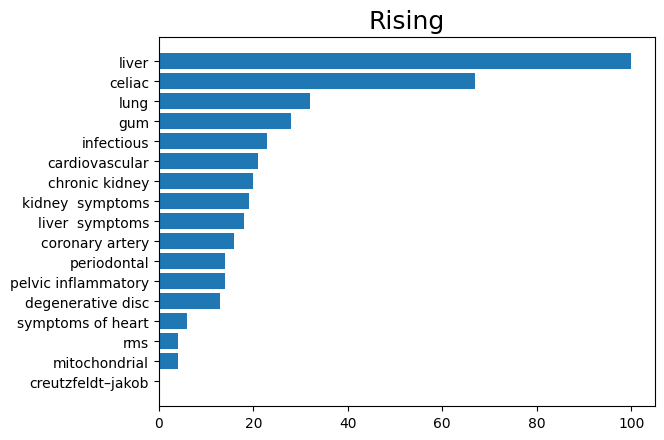 Rising
liver
celiac
lung
gum
infectious
cardiovascular
chronic kidney
kidney  symptoms
liver  symptoms
coronary artery
periodontal
pelvic inflammatory
degenerative disc
symptoms of heart
rms
mitochondrial
creutzfeldt–jakob
0 20 40 60 80 100